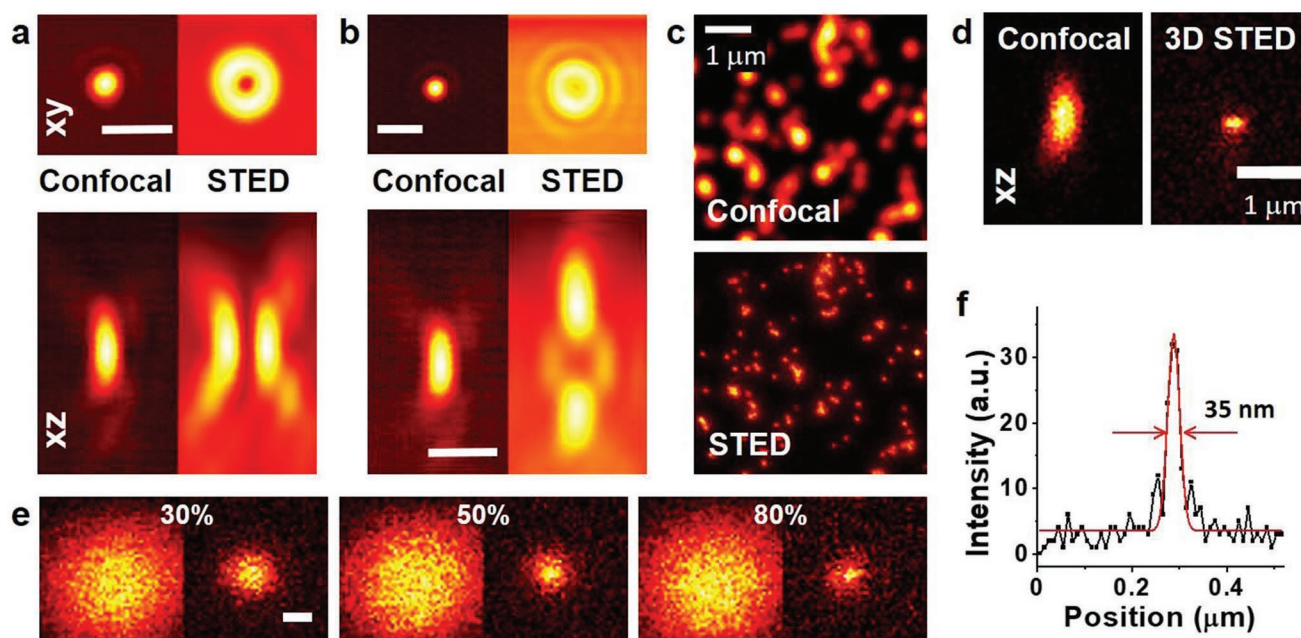 a
xy
Confocal STED
xz
b
Confocal STED
c
1 μm
Confocal
STED
d
Confocal 3D STED
xz
1 μm
e
30% 50% 80%
f
Intensity (a.u.)
30
20
10
0
35 nm
0 0.2 0.4
Position (μm)